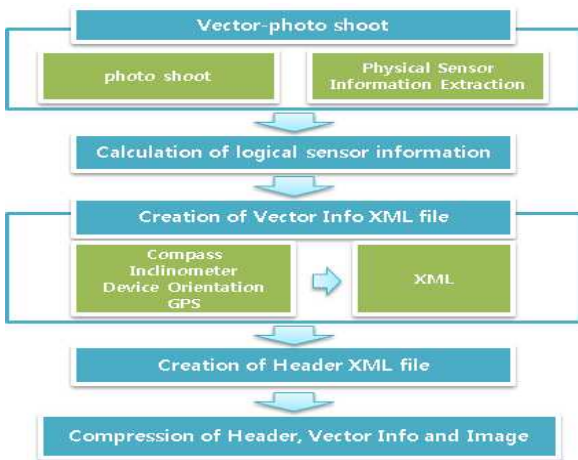 Vector-photo shoot
photo shoot
Physical Sensor
Information Extraction
Calculation of logical sensor information
Creation of Vector Info XML file
Compass
Inclinometer
Device Orientation
GPS
XML
Creation of Header XML file
Compression of Header, Vector Info and Image